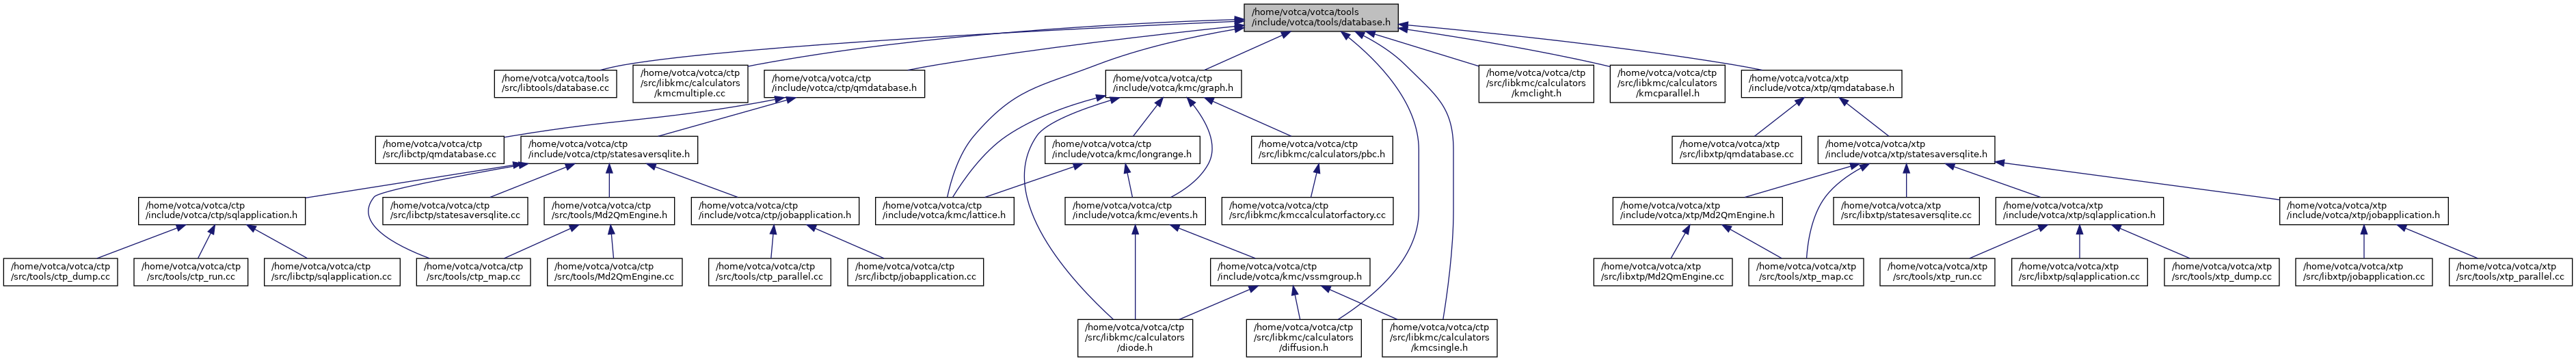 /home/votca/votca/tools
/include/votca/tools/database.h
/home/votca/votca/tools
/src/libtools/database.cc
/home/votca/votca/ctp
/src/libkmc/calculators
/kmcmultiple.cc
/home/votca/votca/ctp
/include/votca/ctp/qmdatabase.h
/home/votca/votca/ctp
/include/votca/kmc/graph.h
/home/votca/votca/ctp
/src/libkmc/calculators
/kmclight.h
/home/votca/votca/ctp
/src/libkmc/calculators
/kmcparallel.h
/home/votca/votca/xtp
/include/votca/xtp/qmdatabase.h
/home/votca/votca/ctp
/src/libctp/qmdatabase.cc
/home/votca/votca/ctp
/include/votca/ctp/statesaversqlite.h
/home/votca/votca/ctp
/include/votca/kmc/longrange.h
/home/votca/votca/ctp
/src/libkmc/calculators/pbc.h
/home/votca/votca/xtp
/src/libxtp/qmdatabase.cc
/home/votca/votca/xtp
/include/votca/xtp/statesaversqlite.h
/home/votca/votca/ctp
/include/votca/ctp/sqlapplication.h
/home/votca/votca/ctp
/src/libctp/statesaversqlite.cc
/home/votca/votca/ctp
/src/tools/Md2QmEngine.h
/home/votca/votca/ctp
/include/votca/ctp/jobapplication.h
/home/votca/votca/ctp
/include/votca/kmc/lattice.h
/home/votca/votca/ctp
/include/votca/kmc/events.h
/home/votca/votca/ctp
/src/libkmc/kmccalculatorfactory.cc
/home/votca/votca/xtp
/include/votca/xtp/Md2QmEngine.h
/home/votca/votca/xtp
/src/libxtp/statesaversqlite.cc
/home/votca/votca/xtp
/include/votca/xtp/sqlapplication.h
/home/votca/votca/xtp
/include/votca/xtp/jobapplication.h
/home/votca/votca/ctp
/src/tools/ctp_dump.cc
/home/votca/votca/ctp
/src/tools/ctp_run.cc
/home/votca/votca/ctp
/src/libctp/sqlapplication.cc
/home/votca/votca/ctp
/src/tools/ctp_map.cc
/home/votca/votca/ctp
/src/tools/Md2QmEngine.cc
/home/votca/votca/ctp
/src/tools/ctp_parallel.cc
/home/votca/votca/ctp
/src/libctp/jobapplication.cc
/home/votca/votca/ctp
/include/votca/kmc/vssmgroup.h
/home/votca/votca/xtp
/src/libxtp/Md2QmEngine.cc
/home/votca/votca/xtp
/src/tools/xtp_map.cc
/home/votca/votca/xtp
/src/tools/xtp_run.cc
/home/votca/votca/xtp
/src/libxtp/sqlapplication.cc
/home/votca/votca/xtp
/src/tools/xtp_dump.cc
/home/votca/votca/xtp
/src/libxtp/jobapplication.cc
/home/votca/votca/xtp
/src/tools/xtp_parallel.cc
/home/votca/votca/ctp
/src/libkmc/calculators
/diode.h
/home/votca/votca/ctp
/src/libkmc/calculators
/diffusion.h
/home/votca/votca/ctp
/src/libkmc/calculators
/kmcsingle.h